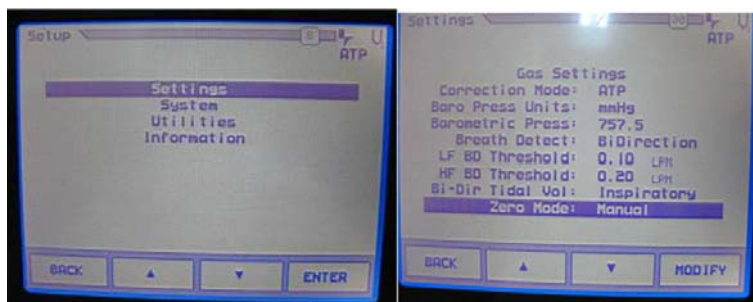 Setup
ATP
Settings
System
Utilities
Information
BACK
▲
▼
ENTER
Settings
ATP
Gas Settings
Correction Mode: ATP
Baro Press Units: mmHg
Barometric Press: 757.5
Breath Detect: BiDirection
LF BD Threshold: 0.10 LPM
HF BD Threshold: 0.20 LPM
Bi-Dir Tidal Vol: Inspiratory
Zero Mode: Manual
BACK
▲
▼
MODIFY